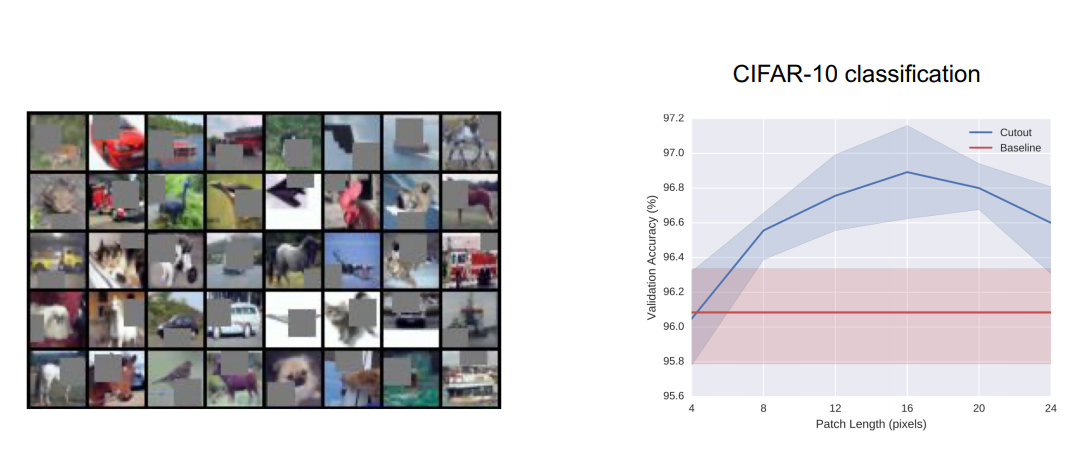 CIFAR-10 classification
97.2
97.0
96.8
96.6
96.4
96.2
96.0
95.8
95.6
Validation Accuracy (%)
Cutout
Baseline
4 8 12 16 20 24
Patch Length (pixels)